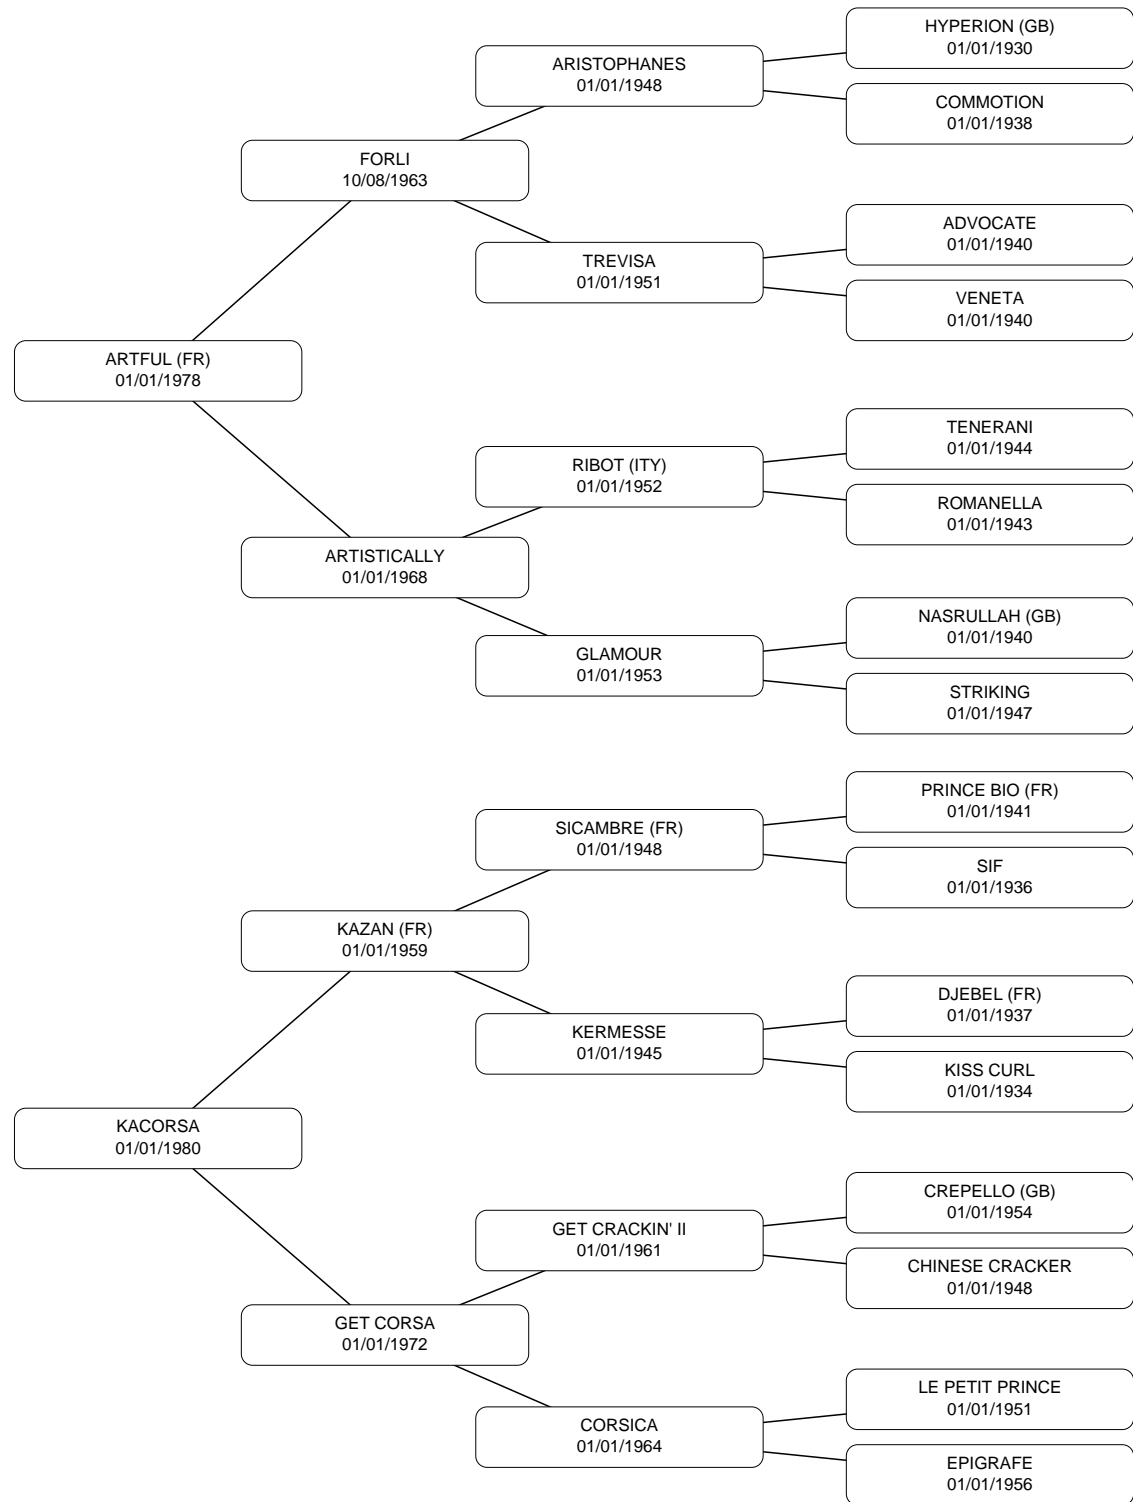 HYPERION (GB)
01/01/1930
ARISTOPHANES
01/01/1948
COMMOTION
01/01/1938
FORLI
10/08/1963
ADVOCATE
01/01/1940
TREVISA
01/01/1951
VENETA
01/01/1940
ARTFUL (FR)
01/01/1978
TENERANI
01/01/1944
RIBOT (ITY)
01/01/1952
ROMANELLA
01/01/1943
ARTISTICALLY
01/01/1968
NASRULLAH (GB)
01/01/1940
GLAMOUR
01/01/1953
STRIKING
01/01/1947
PRINCE BIO (FR)
01/01/1941
SICAMBRE (FR)
01/01/1948
SIF
01/01/1936
KAZAN (FR)
01/01/1959
DJEBEL (FR)
01/01/1937
KERMESSE
01/01/1945
KISS CURL
01/01/1934
KACORSA
01/01/1980
CREPELLO (GB)
01/01/1954
GET CRACKIN' II
01/01/1961
CHINESE CRACKER
01/01/1948
GET CORSA
01/01/1972
LE PETIT PRINCE
01/01/1951
CORSICA
01/01/1964
EPIGRAFE
01/01/1956